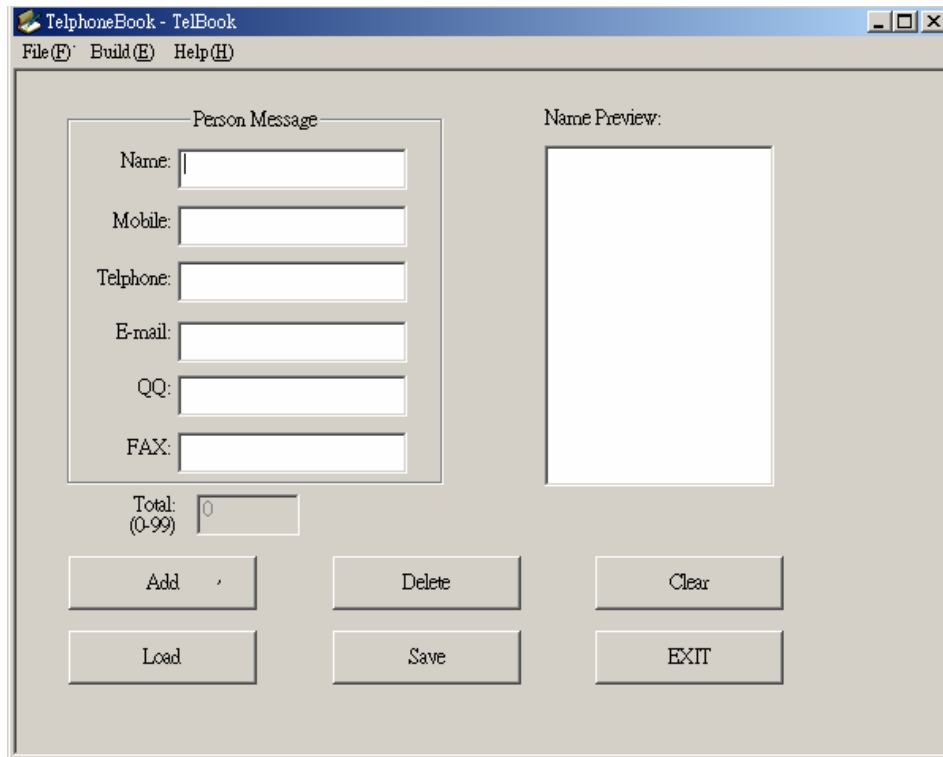 TelphoneBook - TelBook
File(F) Build(E) Help(H)
Person Message
Name Preview:
Name:
Mobile:
Telphone:
E-mail:
QQ:
FAX:
Total:
(0-99)
0
Add Delete Clear
Load Save EXIT